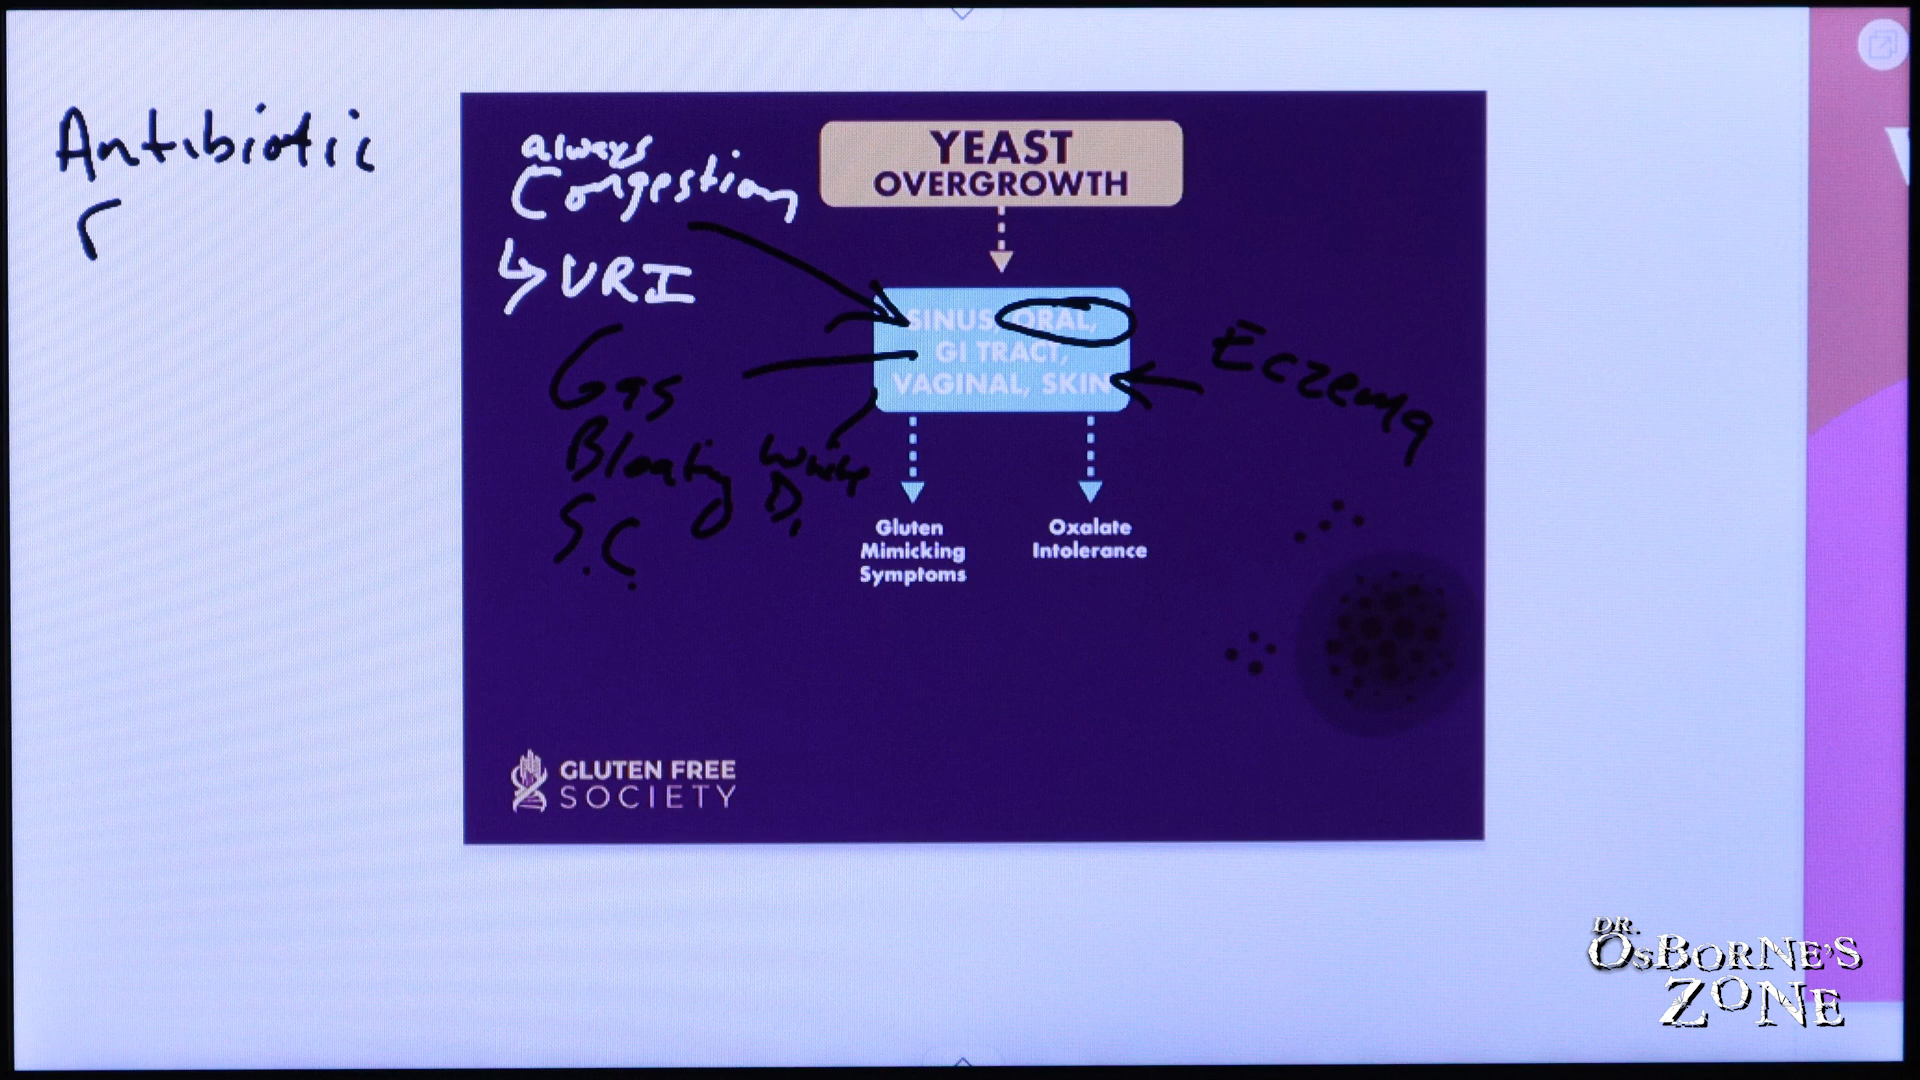 Antibiotic
always
Congestion
↳ URI
Gas
Bloating
S.C.
White
D.
YEAST
OVERGROWTH
SINUS, ORAL,
GI TRACT,
VAGINAL, SKIN
Eczema
Gluten
Mimicking
Symptoms
Oxalate
Intolerance
GLUTEN FREE
SOCIETY
DR.
OSBORNE'S
ZONE